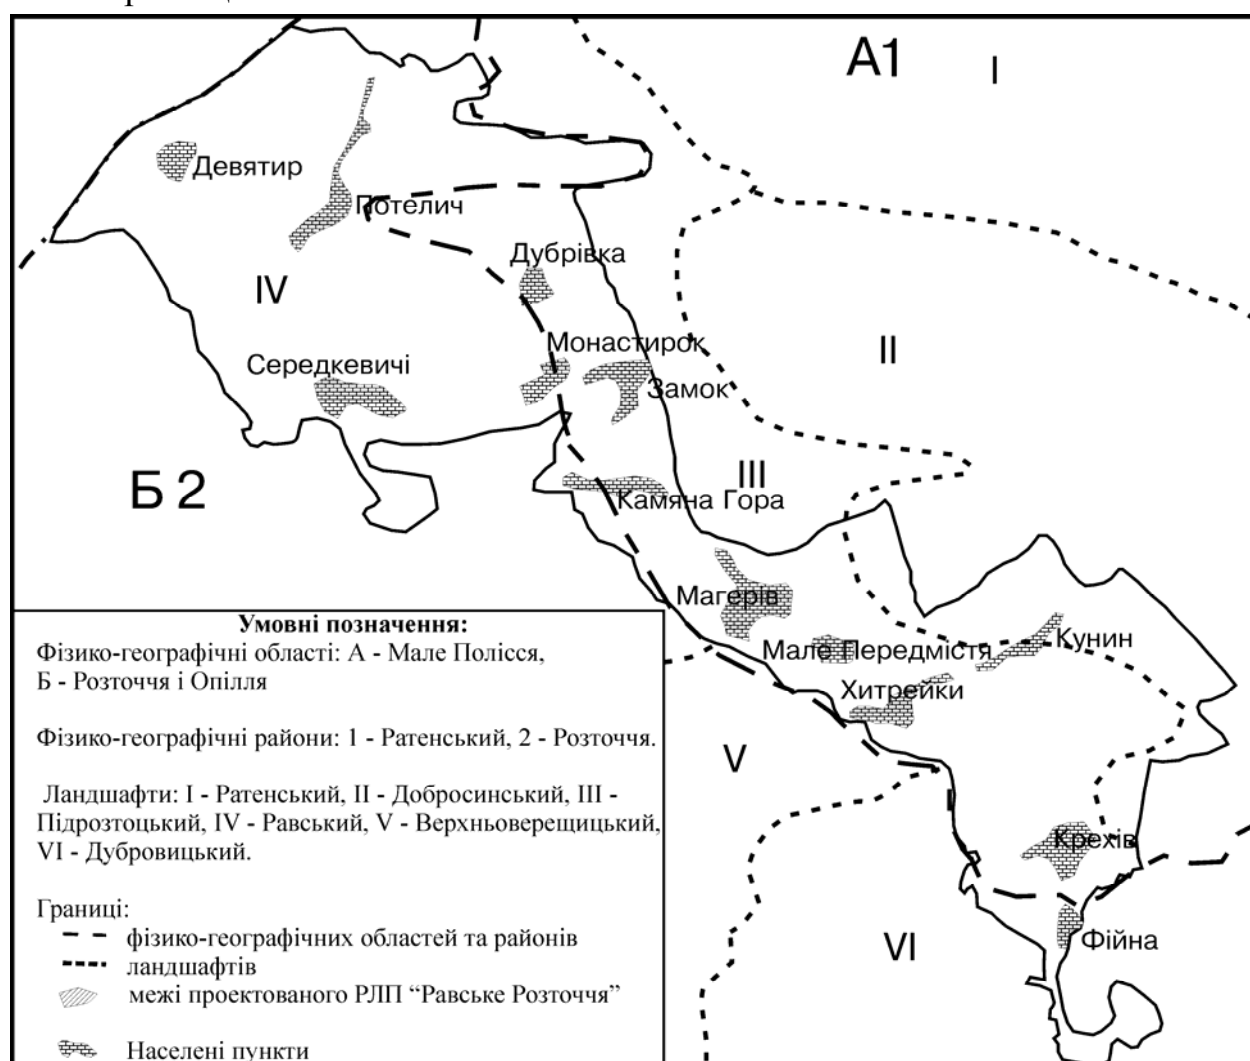 А1
I
Девятир
Потелич
Дубрівка
IV
Монастирок
II
Середкевичі
Замок
Б 2
III
Камяна Гора
Магерів
Мале Передмістя
Кунин
Хитрейки
V
Крехів
VI
Фійна
Умовні позначення:
Фізико-географічні області: А - Мале Полісся,
Б - Розточчя і Опілля
Фізико-географічні райони: 1 - Ратенський, 2 - Розточчя.
Ландшафти: I - Ратенський, II - Добросинський, III -
Підрозтоцький, IV - Равський, V - Верхньоверещицький,
VI - Дубровицький.
Границі:
фізико-географічних областей та районів
ландшафтів
межі проектованого РЛП “Равське Розточчя”
Населені пункти